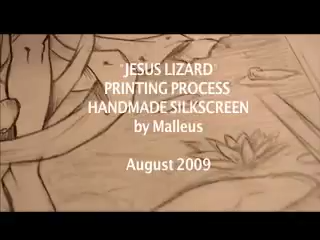 "JESUS LIZARD"
PRINTING PROCESS
HANDMADE SILKSCREEN
by Malleus
August 2009